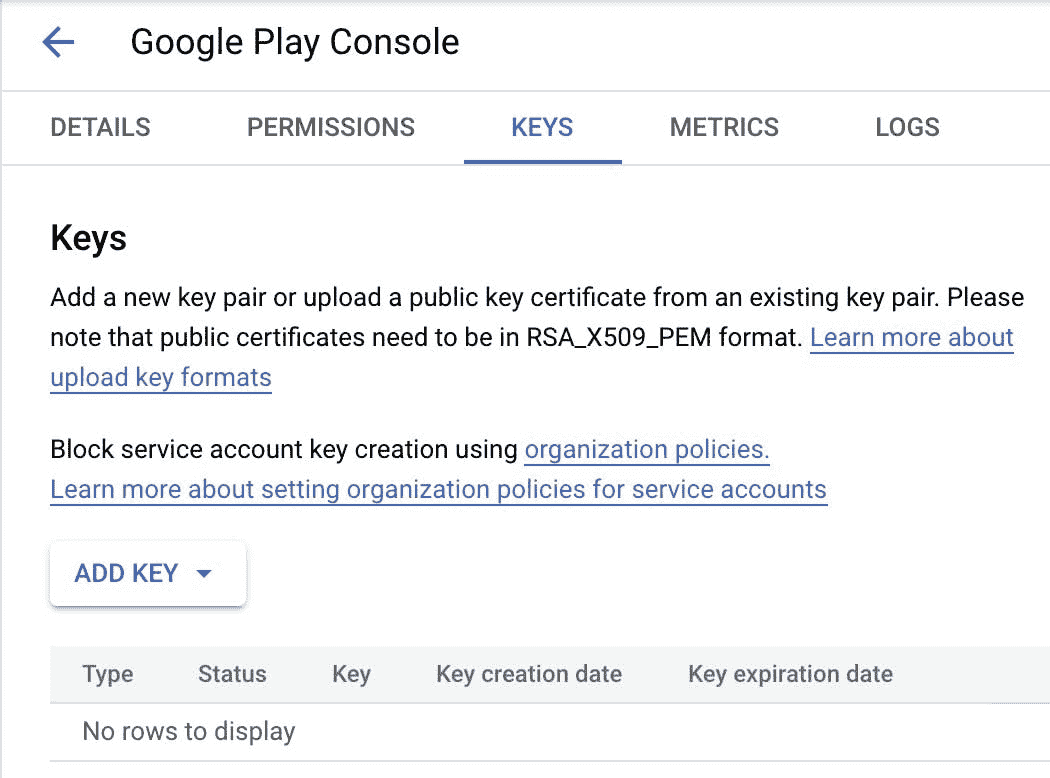 Google Play Console
DETAILS PERMISSIONS KEYS METRICS LOGS
Keys
Add a new key pair or upload a public key certificate from an existing key pair. Please
note that public certificates need to be in RSA_X509_PEM format. Learn more about
upload key formats
Block service account key creation using organization policies.
Learn more about setting organization policies for service accounts
ADD KEY
Type Status Key Key creation date Key expiration date
No rows to display